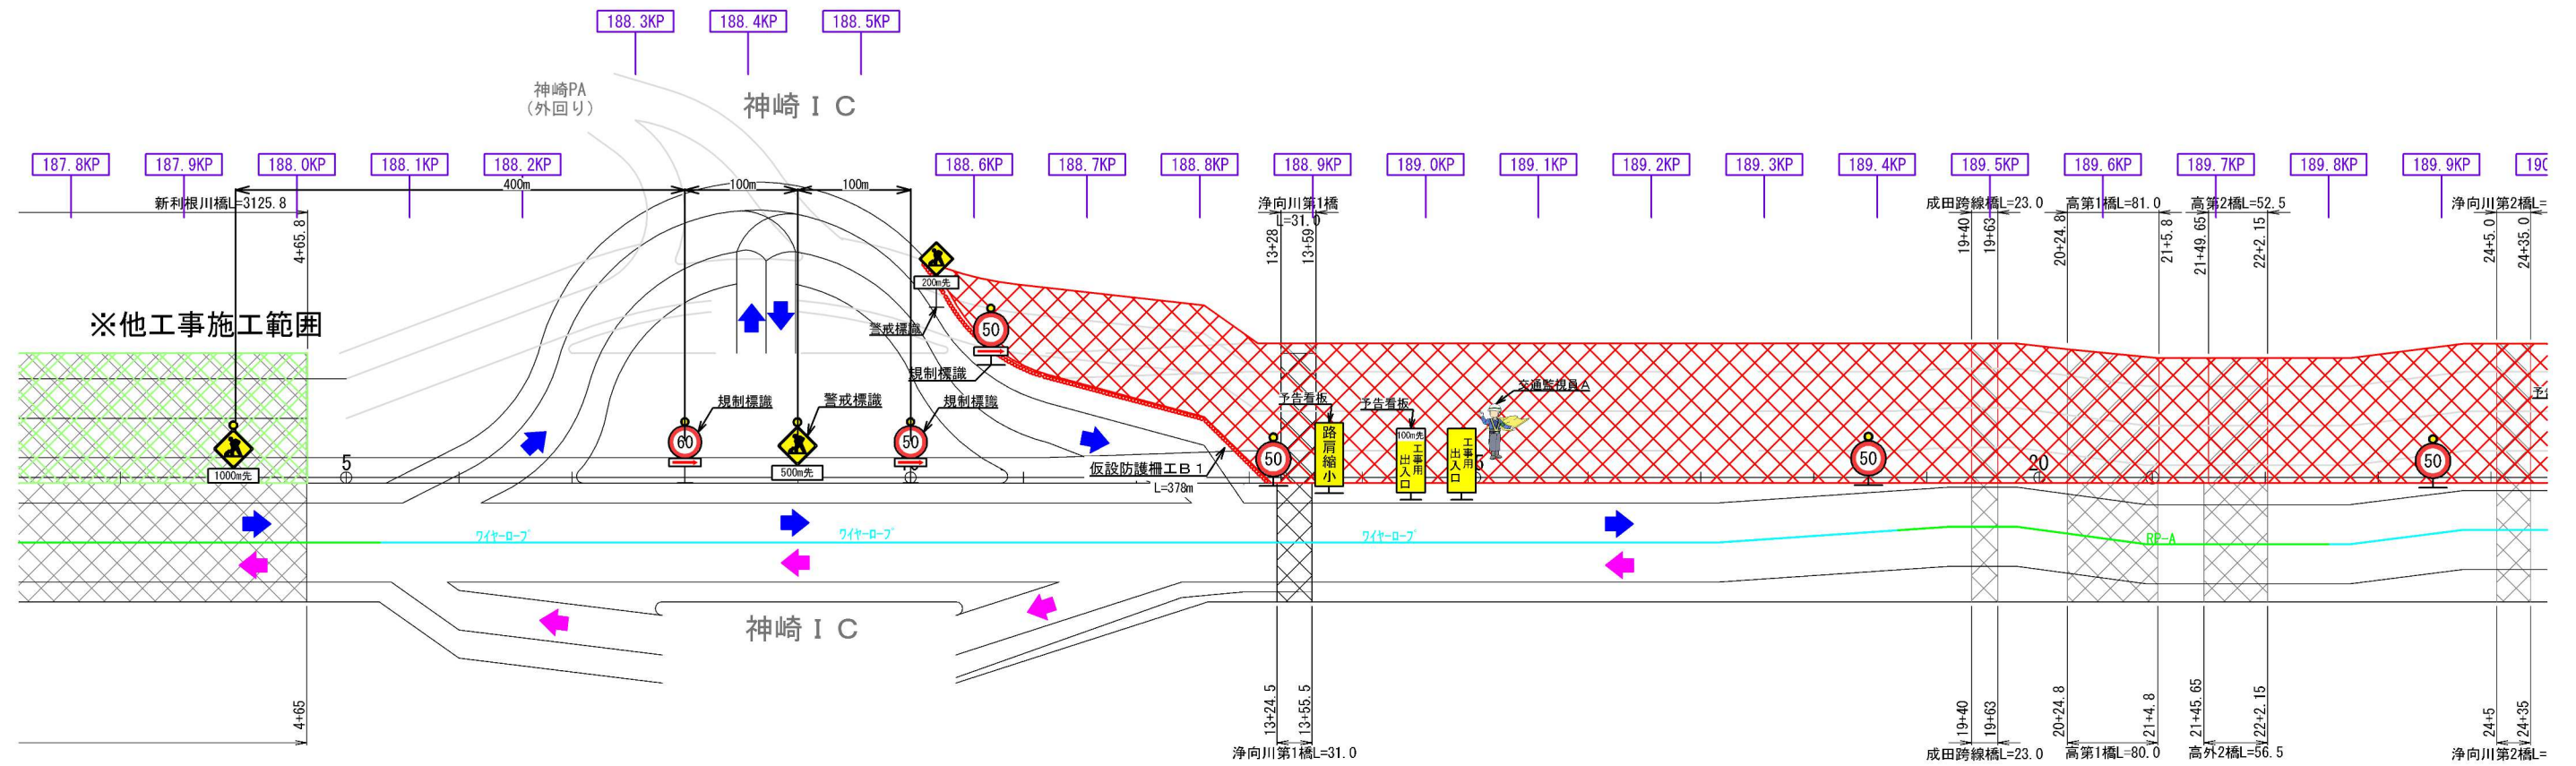 188.3KP
188.4KP
188.5KP
神崎PA
(外回り)
神崎ＩＣ
187.8KP
187.9KP
188.0KP
188.1KP
188.2KP
188.6KP
188.7KP
188.8KP
188.9KP
189.0KP
189.1KP
189.2KP
189.3KP
189.4KP
189.5KP
189.6KP
189.7KP
189.8KP
189.9KP
400m
100m
100m
新利根川橋L=3125.8
浄向川第1橋
L=31.0
成田跨線橋L=23.0
高第1橋L=81.0
高第2橋L=52.5
浄向川第2橋L=
4+65.8
13+28
13+59
19+40
19+63
20+24.8
21+5.8
21+49.65
22+2.15
24+5.0
24+35.0
※他工事施工範囲
200m先
警戒標識
50
規制標識
規制標識
警戒標識
規制標識
60
50
1000m先
500m先
5
交通監視員A
予告看板
予告看板
路肩縮小
100m先
工事用
出入口
工事用
出入口
50
50
50
20
仮設防護柵工B1
L=378m
ﾜｲﾔｰﾛｰﾌﾟ
ﾜｲﾔｰﾛｰﾌﾟ
ﾜｲﾔｰﾛｰﾌﾟ
RP-A
神崎ＩＣ
4+65
13+24.5
13+55.5
19+40
19+63
20+24.8
21+4.8
21+45.65
22+2.15
24+5
24+35
浄向川第1橋L=31.0
成田跨線橋L=23.0
高第1橋L=80.0
高外2橋L=56.5
浄向川第2橋L=